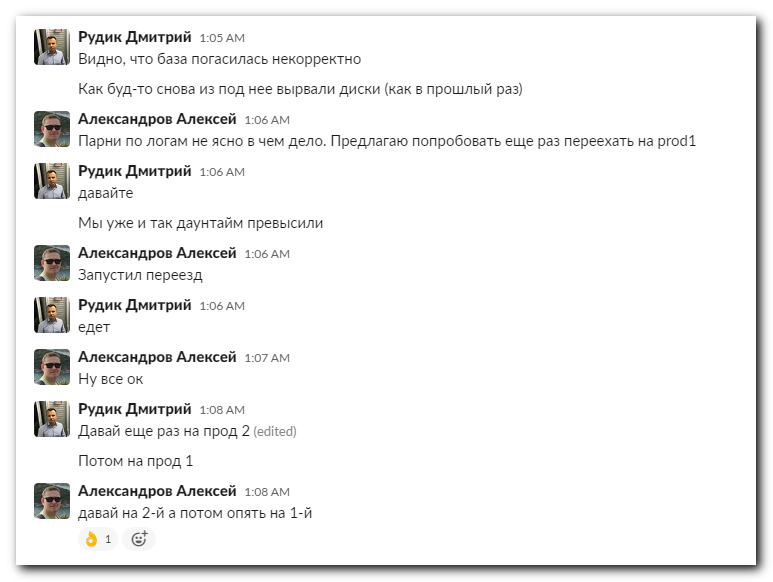 Рудик Дмитрий 1:05 AM
Видно, что база погасилась некорректно
Как буд-то снова из под нее вырвали диски (как в прошлый раз)
Александров Алексей 1:06 AM
Парни по логам не ясно в чем дело. Предлагаю попробовать еще раз переехать на prod1
Рудик Дмитрий 1:06 AM
давайте
Мы уже и так даунтайм превысили
Александров Алексей 1:06 AM
Запустил переезд
Рудик Дмитрий 1:06 AM
едет
Александров Алексей 1:07 AM
Ну все ок
Рудик Дмитрий 1:08 AM
Давай еще раз на прод 2 (edited)
Потом на прод 1
Александров Алексей 1:08 AM
давай на 2-й а потом опять на 1-й
1